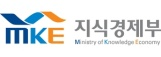 MKE 지식경제부
Ministry of Knowledge Economy